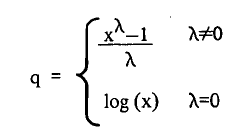 q = { (x^λ − 1)/λ   λ≠0
log (x)   λ=0